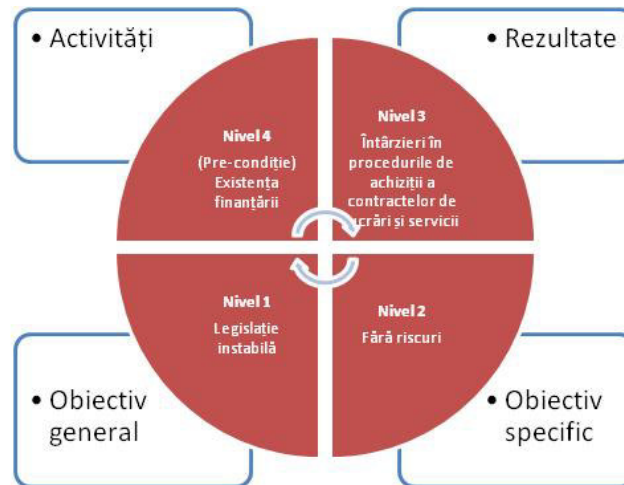 • Activități
• Rezultate
Nivel 4
(Pre-condiție)
Existența
finanțării
Nivel 3
Întârzieri în
procedurile de
achiziții a
contractelor de
ucrări și servicii
Nivel 1
Legislație
instabilă
Nivel 2
Fără riscuri
• Obiectiv
general
• Obiectiv
specific